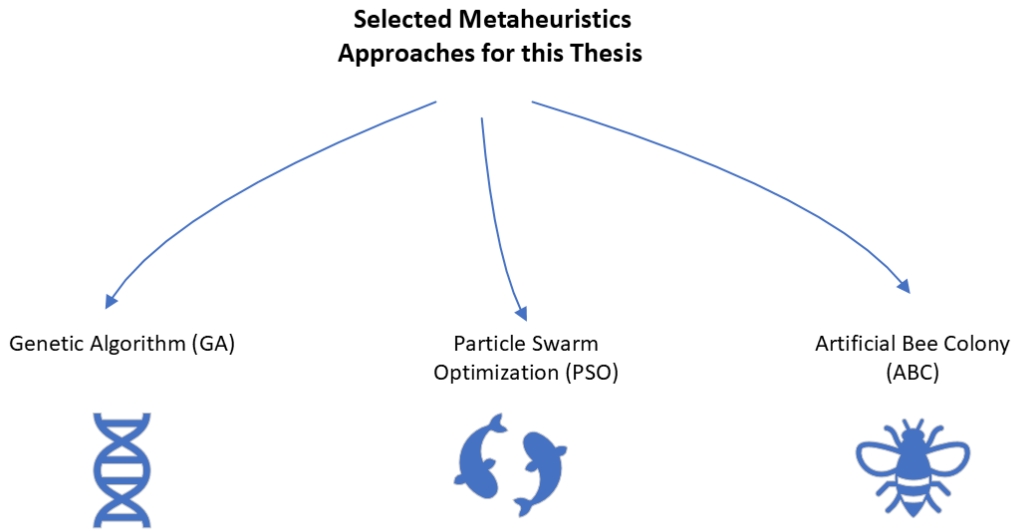 Selected Metaheuristics
Approaches for this Thesis
Genetic Algorithm (GA)
Particle Swarm
Optimization (PSO)
Artificial Bee Colony
(ABC)